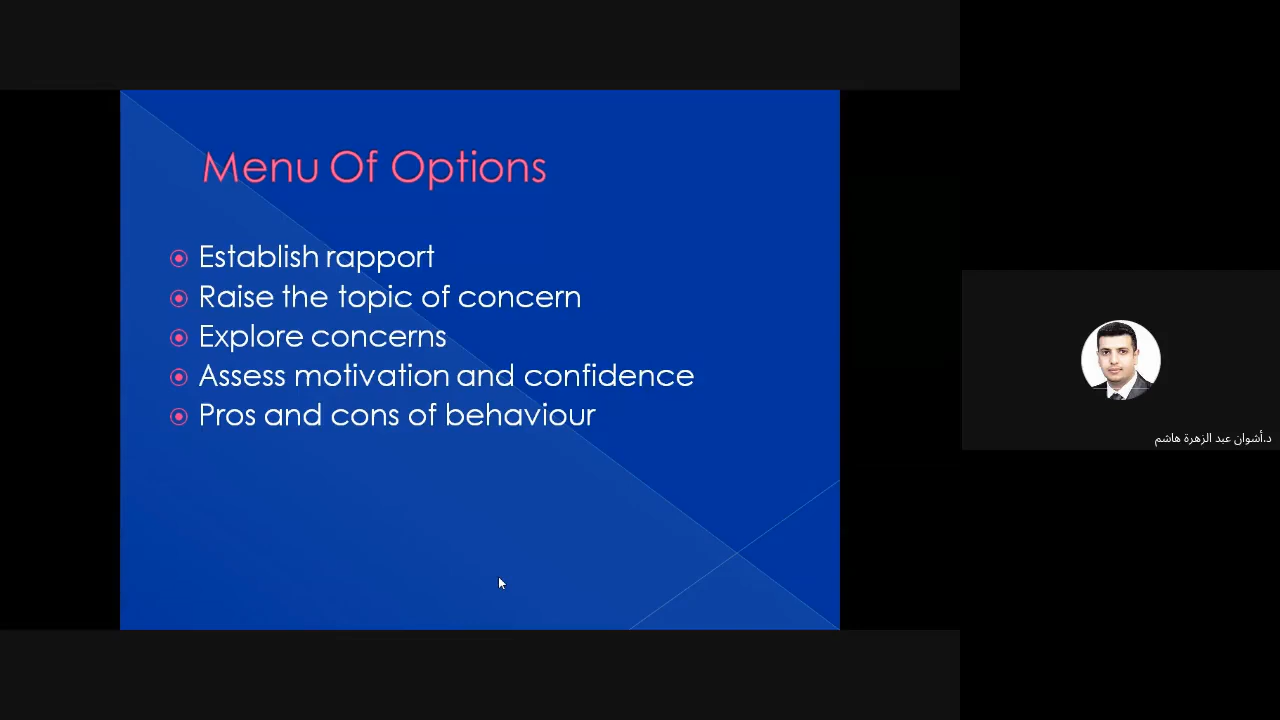 Menu Of Options
Establish rapport
Raise the topic of concern
Explore concerns
Assess motivation and confidence
Pros and cons of behaviour
د.أشوان عبد الزهرة هاشم